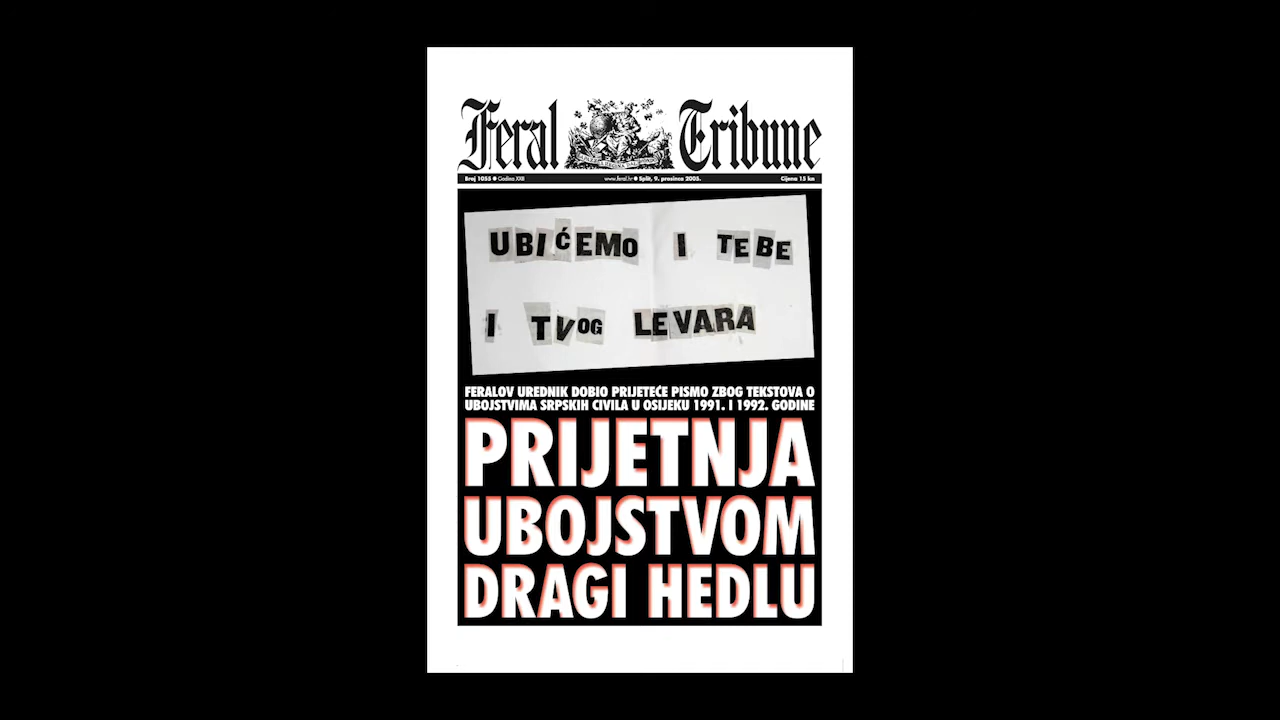 Feral Tribune
Broj 1055 ● Godina XXII ● www.feral.hr ● Split, 9. prosinca 2005. Cijena 15 kn
UBIĆEMO I TEBE
I TVOG LEVARA
FERALOV UREDNIK DOBIO PRIJETEĆE PISMO ZBOG TEKSTOVA O
UBOJSTVIMA SRPSKIH CIVILA U OSIJEKU 1991. I 1992. GODINE
PRIJETNJA
UBOJSTVOM
DRAGI HEDLU